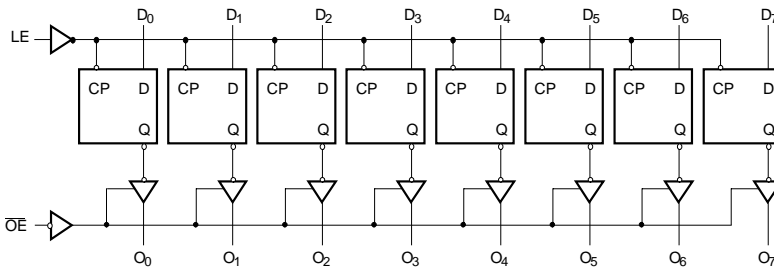 D0 D1 D2 D3 D4 D5 D6 D7
LE
CP D CP D CP D CP D CP D CP D CP D CP D
Q Q Q Q Q Q Q Q
O̅E̅
O0 O1 O2 O3 O4 O5 O6 O7